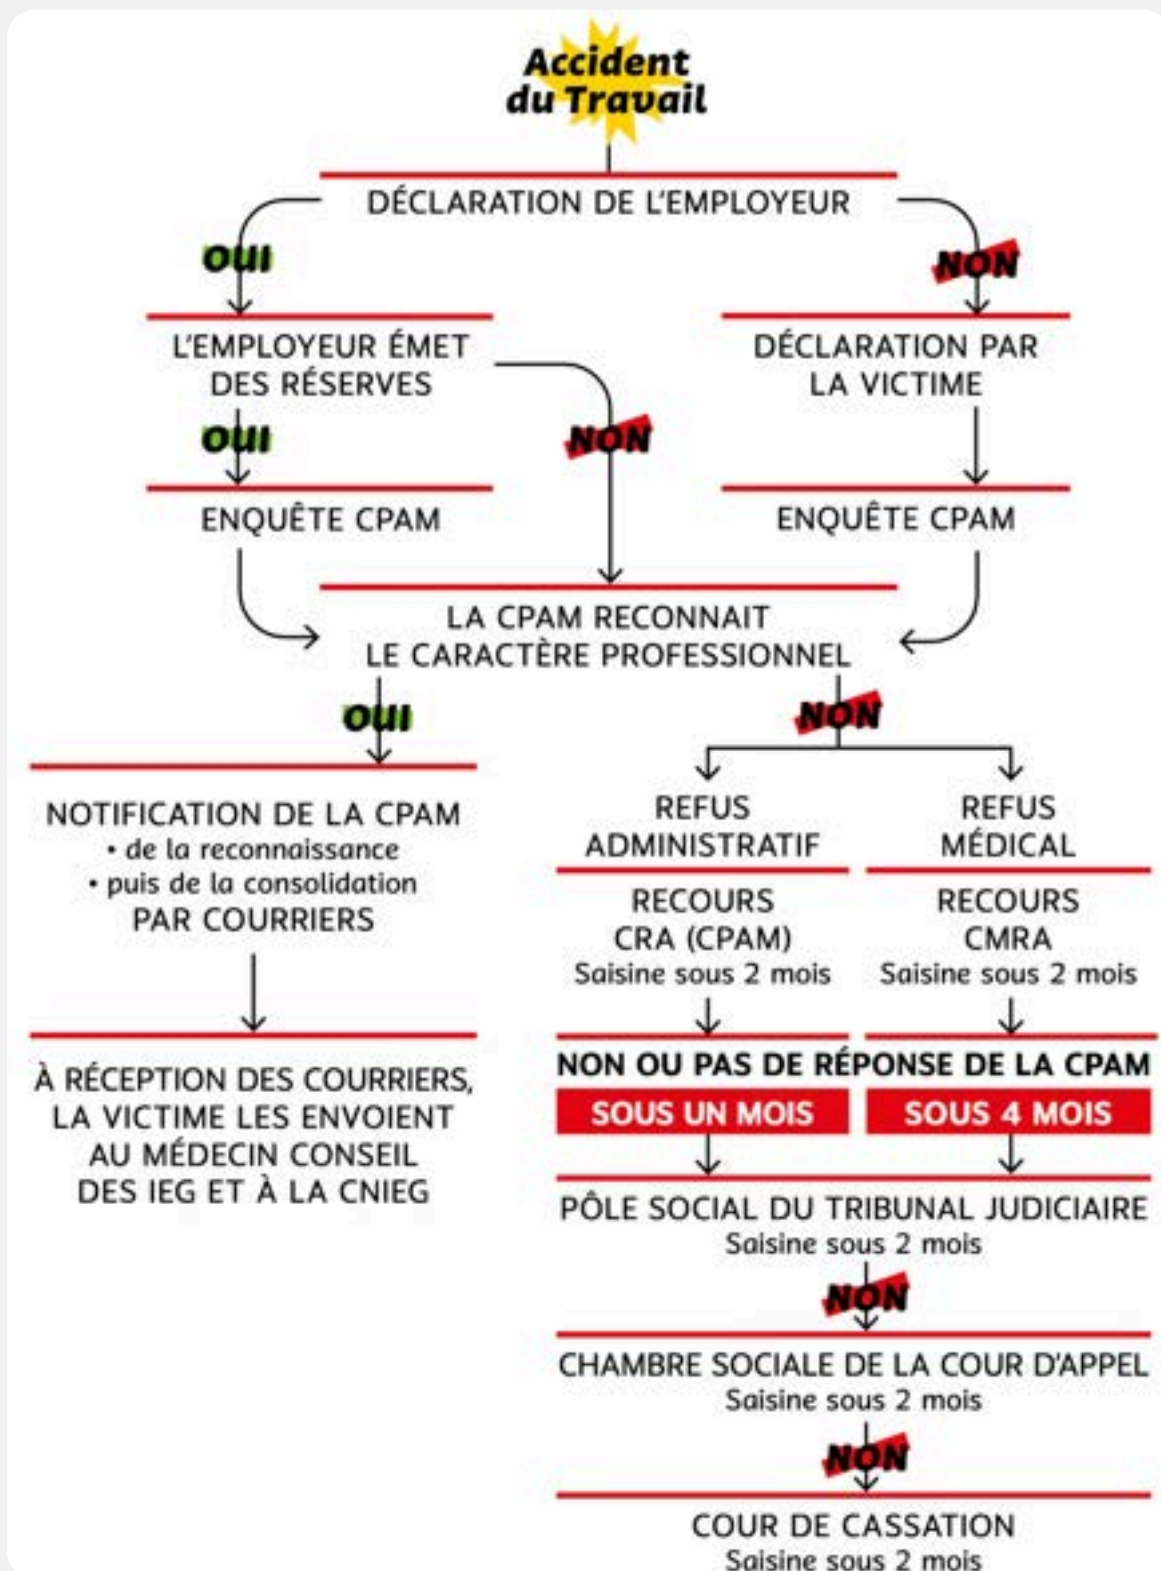 Accident
du Travail
DÉCLARATION DE L'EMPLOYEUR
OUI
NON
L'EMPLOYEUR ÉMET
DES RÉSERVES
DÉCLARATION PAR
LA VICTIME
OUI
NON
ENQUÊTE CPAM
ENQUÊTE CPAM
LA CPAM RECONNAIT
LE CARACTÈRE PROFESSIONNEL
OUI
NON
NOTIFICATION DE LA CPAM
• de la reconnaissance
• puis de la consolidation
PAR COURRIERS
À RÉCEPTION DES COURRIERS,
LA VICTIME LES ENVOIENT
AU MÉDECIN CONSEIL
DES IEG ET À LA CNIEG
REFUS
ADMINISTRATIF
REFUS
MÉDICAL
RECOURS
CRA (CPAM)
Saisine sous 2 mois
RECOURS
CMRA
Saisine sous 2 mois
NON OU PAS DE RÉPONSE DE LA CPAM
SOUS UN MOIS
SOUS 4 MOIS
PÔLE SOCIAL DU TRIBUNAL JUDICIAIRE
Saisine sous 2 mois
NON
CHAMBRE SOCIALE DE LA COUR D'APPEL
Saisine sous 2 mois
NON
COUR DE CASSATION
Saisine sous 2 mois